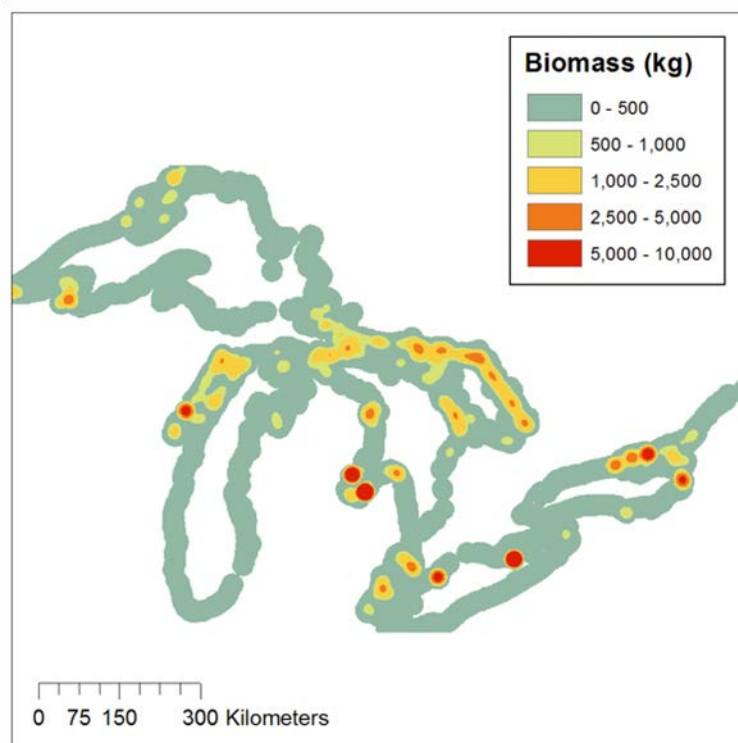 Biomass (kg)
0 - 500
500 - 1,000
1,000 - 2,500
2,500 - 5,000
5,000 - 10,000
0 75 150 300 Kilometers